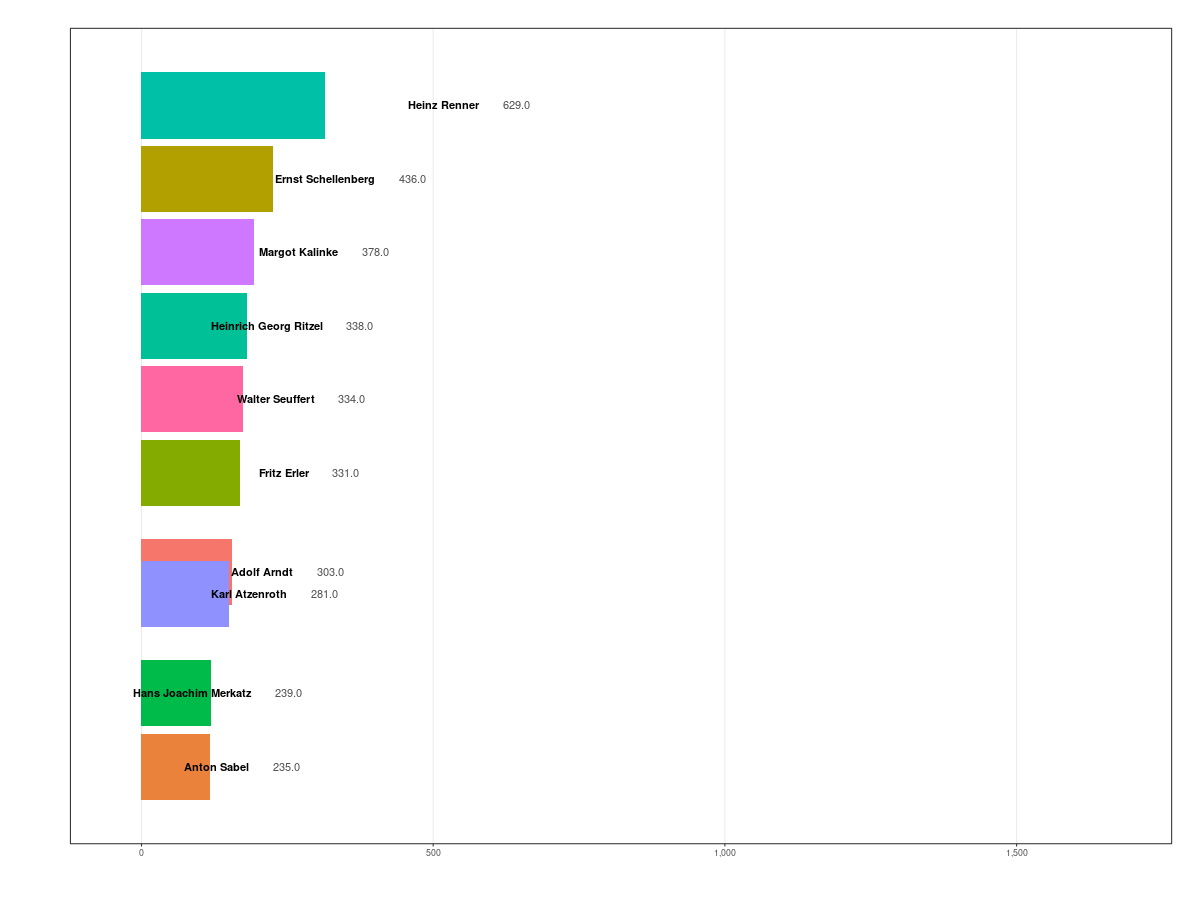 Heinz Renner 629.0
Ernst Schellenberg 436.0
Margot Kalinke 378.0
Heinrich Georg Ritzel 338.0
Walter Seuffert 334.0
Fritz Erler 331.0
Adolf Arndt 303.0
Karl Atzenroth 281.0
Hans Joachim Merkatz 239.0
Anton Sabel 235.0
0 500 1,000 1,500